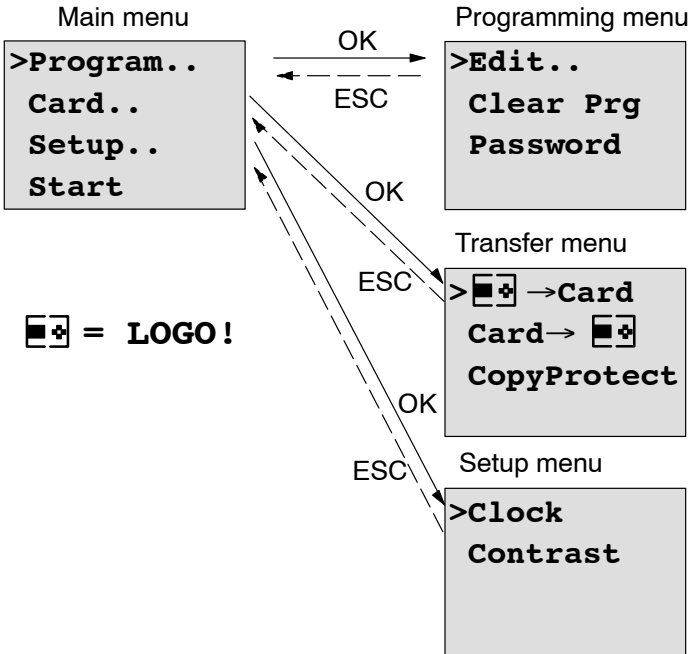 Main menu
>Program..
Card..
Setup..
Start
OK
ESC
Programming menu
>Edit..
Clear Prg
Password
OK
ESC
Transfer menu
> →Card
Card→
CopyProtect
= LOGO!
OK
ESC
Setup menu
>Clock
Contrast